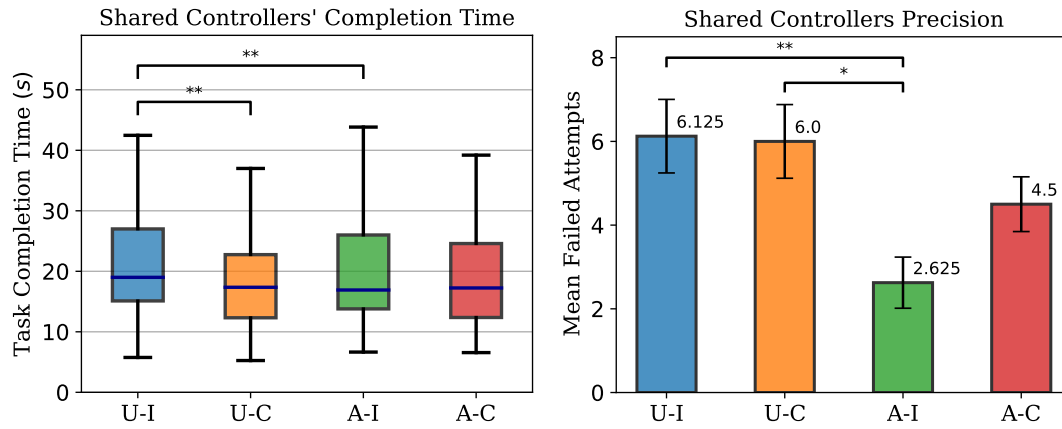 Shared Controllers' Completion Time
Task Completion Time (s)
50
40
30
20
10
0
**
**
U-I
U-C
A-I
A-C
Shared Controllers Precision
Mean Failed Attempts
8
6
4
2
0
**
*
6.125
6.0
2.625
4.5
U-I
U-C
A-I
A-C